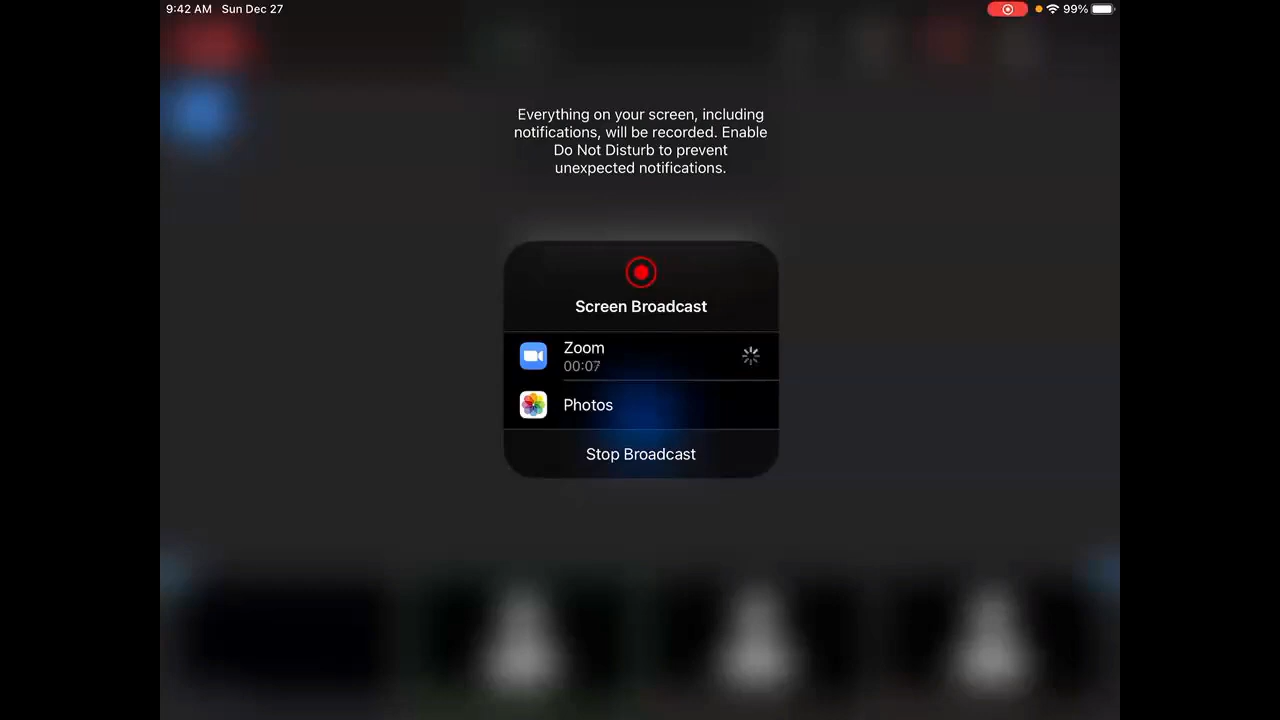 9:42 AM Sun Dec 27
99%
Everything on your screen, including
notifications, will be recorded. Enable
Do Not Disturb to prevent
unexpected notifications.
Screen Broadcast
Zoom
00:07
Photos
Stop Broadcast